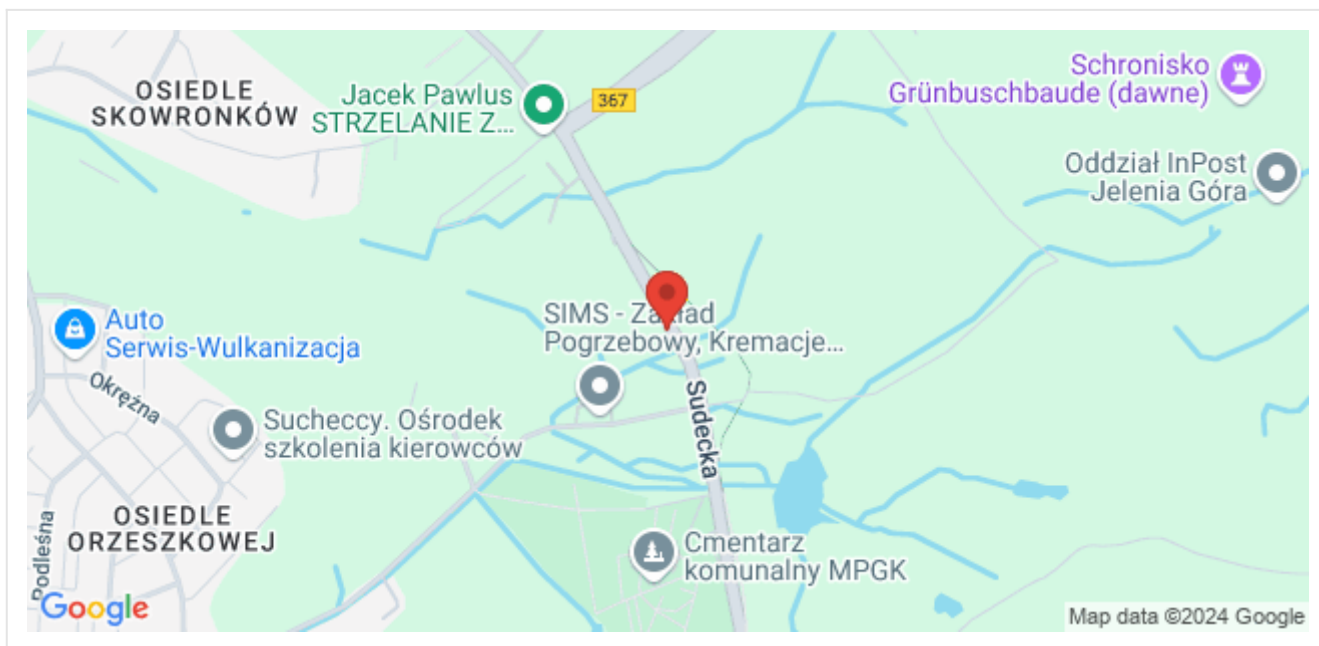 OSIEDLE
SKOWRONKÓW
Jacek Pawlus
STRZELANIE Z...
367
Schronisko
Grünbuschbaude (dawne)
Oddział InPost
Jelenia Góra
Auto
Serwis-Wulkanizacja
SIMS - Zakład
Pogrzebowy, Kremacje...
Okrężna
Sucheccy. Ośrodek
szkolenia kierowców
Sudecka
OSIEDLE
ORZESZKOWEJ
Podleśna
Cmentarz
komunalny MPGK
Google
Map data ©2024 Google